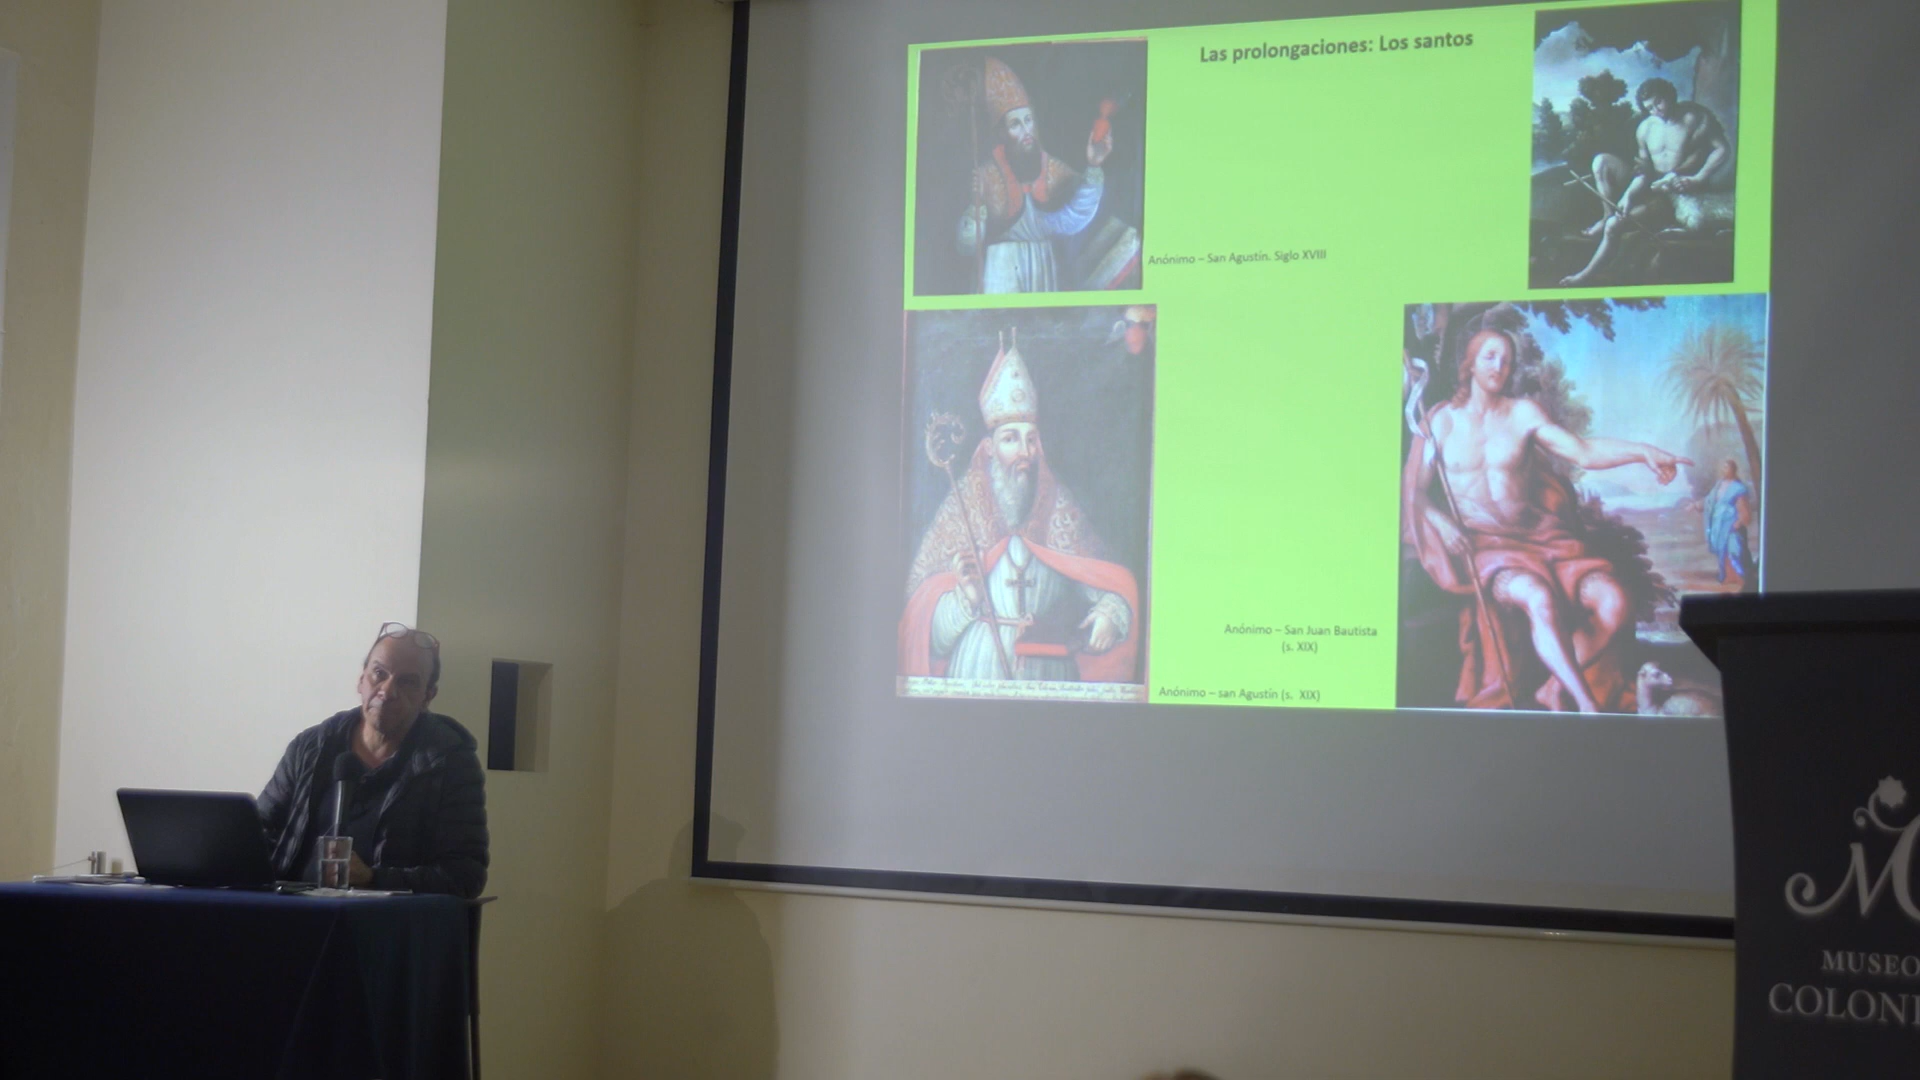 Las prolongaciones: Los santos
Anónimo – San Agustín. Siglo XVIII
Anónimo – San Juan Bautista
(s. XIX)
Anónimo – san Agustín (s. XIX)
MUSEO
COLONI